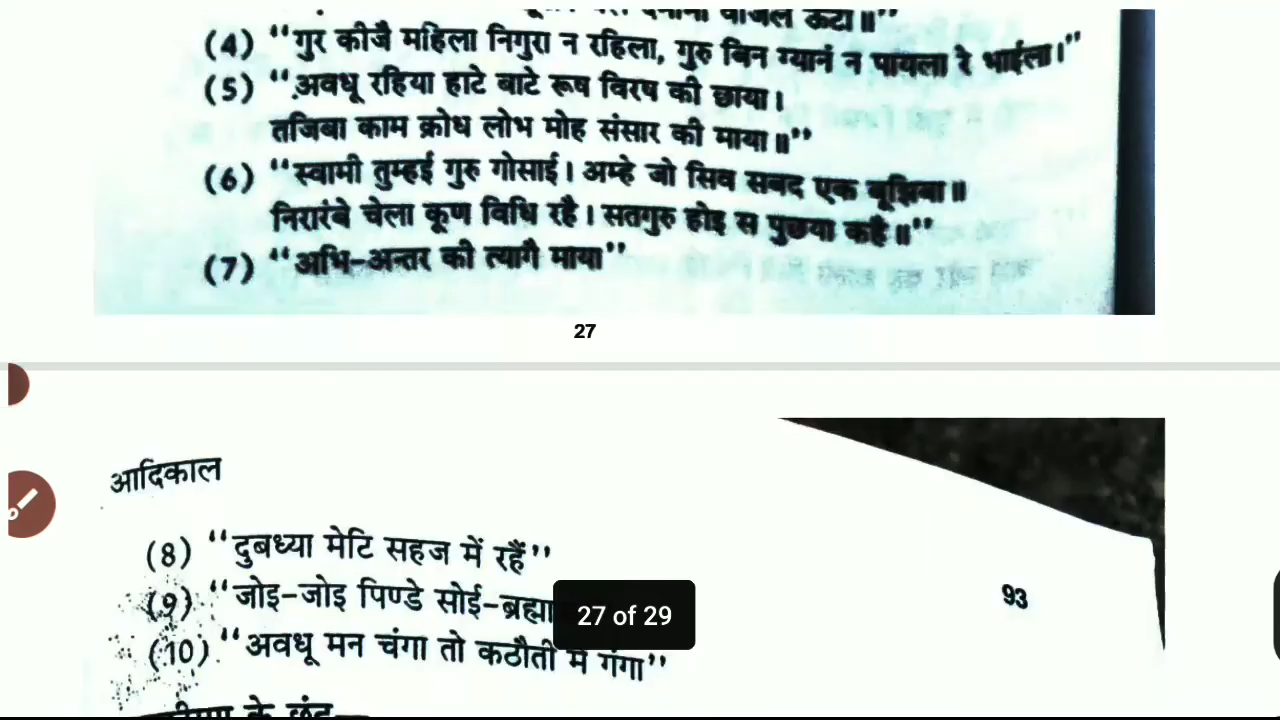 वाजिले ऊंटा॥”
(4) “गुर कीजै महिला निगुरा न रहिला, गुरु बिन ग्यानं न पायला रे भाईला।”
(5) “अवधू रहिया हाटे बाटे रूष विरष की छाया।
तजिबा काम क्रोध लोभ मोह संसार की माया॥”
(6) “स्वामी तुम्हई गुरु गोसाई। अम्हे जो सिव सबद एक बूझिबा॥
निरारंबे चेला कूण विधि रहै। सतगुरु होइ स पुछया कहै॥”
(7) “अभि-अन्तर की त्यागै माया”
27
आदिकाल
(8) “दुबध्या मेटि सहज में रहैं”
93
(9) “जोइ-जोइ पिण्डे सोई-ब्रह्मा
27 of 29
(10) “अवधू मन चंगा तो कठौती में गंगा”
के छंद